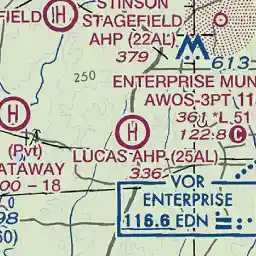 STINSON
FIELD
STAGEFIELD
AHP (22AL)
379
613
250
ENTERPRISE MUN
AWOS-3PT 11
361 L 51
122.8 C
H
H
H
LUCAS AHP (25AL)
336
(Pvt)
ATAWAY
00 - 18
98
60)
VOR
ENTERPRISE
116.6 EDN